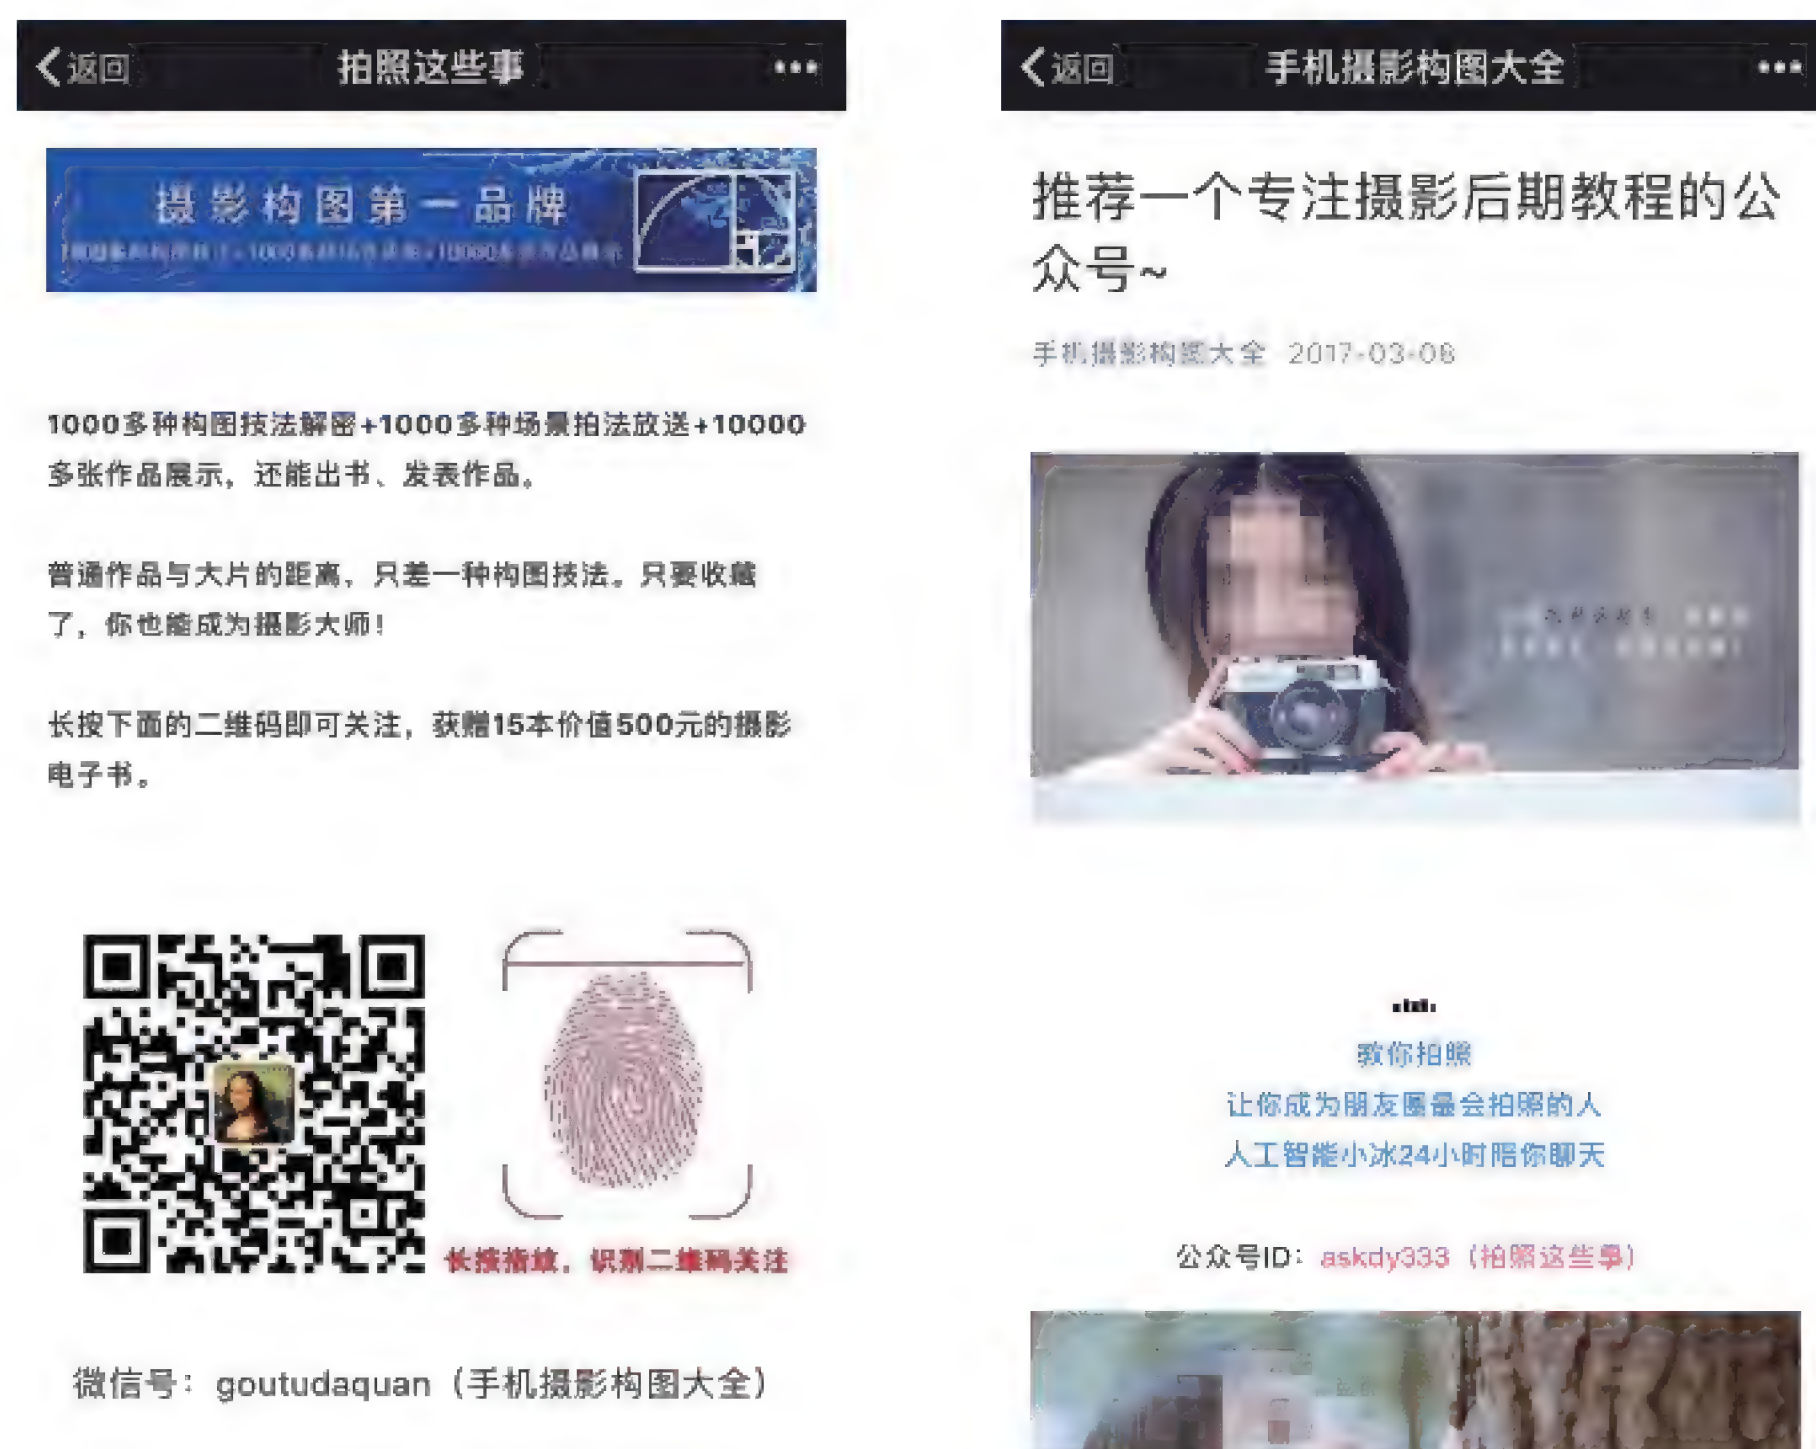 返回
拍照这些事
摄影构图第一品牌
1000多种构图技法解密+1000多种场景拍法放送+10000
多张作品展示，还能出书、发表作品。
普通作品与大片的距离，只差一种构图技法。只要收藏
了，你也能成为摄影大师！
长按下面的二维码即可关注，获赠15本价值500元的摄影
电子书。
长按指纹，识别二维码关注
微信号：goutudaquan（手机摄影构图大全）
返回
手机摄影构图大全
推荐一个专注摄影后期教程的公
众号~
手机摄影构图大全 2017-03-08
教你拍照
让你成为朋友圈最会拍照的人
人工智能小冰24小时陪你聊天
公众号ID：askdy333（拍照这些事）